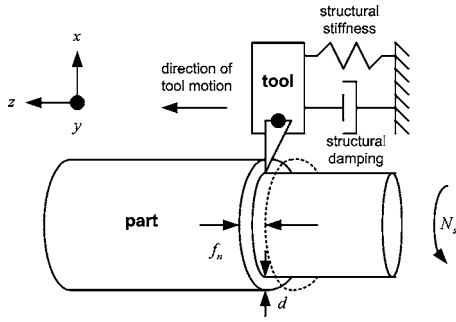 structural
stiffness
x
direction of
tool motion
tool
z
y
structural
damping
part
f_n
N_s
d